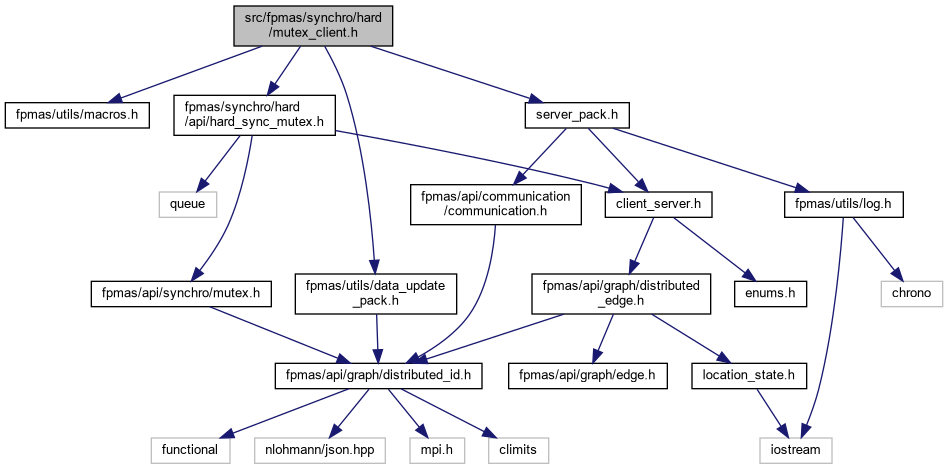 src/fpmas/synchro/hard
/mutex_client.h
fpmas/utils/macros.h
fpmas/synchro/hard
/api/hard_sync_mutex.h
server_pack.h
queue
fpmas/api/communication
/communication.h
client_server.h
fpmas/utils/log.h
fpmas/api/synchro/mutex.h
fpmas/utils/data_update
_pack.h
fpmas/api/graph/distributed
_edge.h
enums.h
chrono
fpmas/api/graph/distributed_id.h
fpmas/api/graph/edge.h
location_state.h
functional
nlohmann/json.hpp
mpi.h
climits
iostream